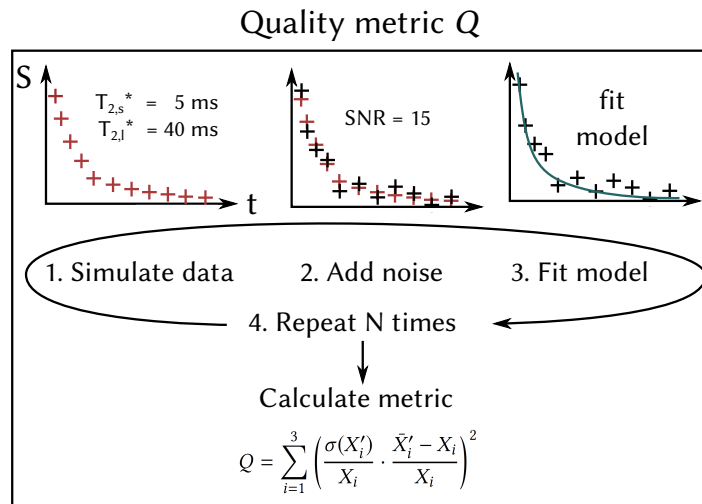 Quality metric Q
S
T2,s* = 5 ms
T2,l* = 40 ms
t
SNR = 15
fit
model
1. Simulate data
2. Add noise
3. Fit model
4. Repeat N times
Calculate metric
Q = ∑_{i=1}^{3} ( σ(X′_i) / X_i · (X̄′_i − X_i) / X_i )^2